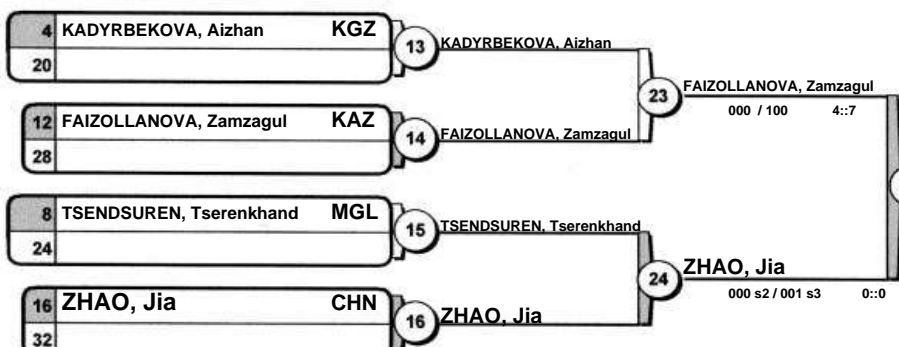 4 KADYRBEKOVA, Aizhan KGZ
20
13 KADYRBEKOVA, Aizhan
12 FAIZOLLANOVA, Zamzagul KAZ
28
14 FAIZOLLANOVA, Zamzagul
23 FAIZOLLANOVA, Zamzagul
000 / 100 4::7
8 TSENDSUREN, Tserenkhand MGL
24
15 TSENDSUREN, Tserenkhand
16 ZHAO, Jia CHN
32
16 ZHAO, Jia
24 ZHAO, Jia
000 s2 / 001 s3 0::0